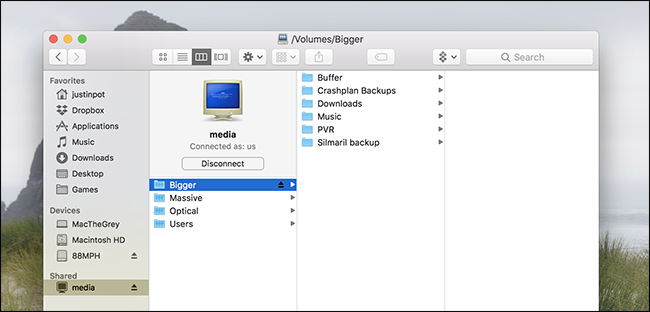 /Volumes/Bigger
Search
Favorites
justinpot
Dropbox
Applications
Music
Downloads
Desktop
Games
Devices
MacTheGrey
Macintosh HD
88MPH
Shared
media
media
Connected as: us
Disconnect
Bigger
Massive
Optical
Users
Buffer
Crashplan Backups
Downloads
Music
PVR
Silmaril backup